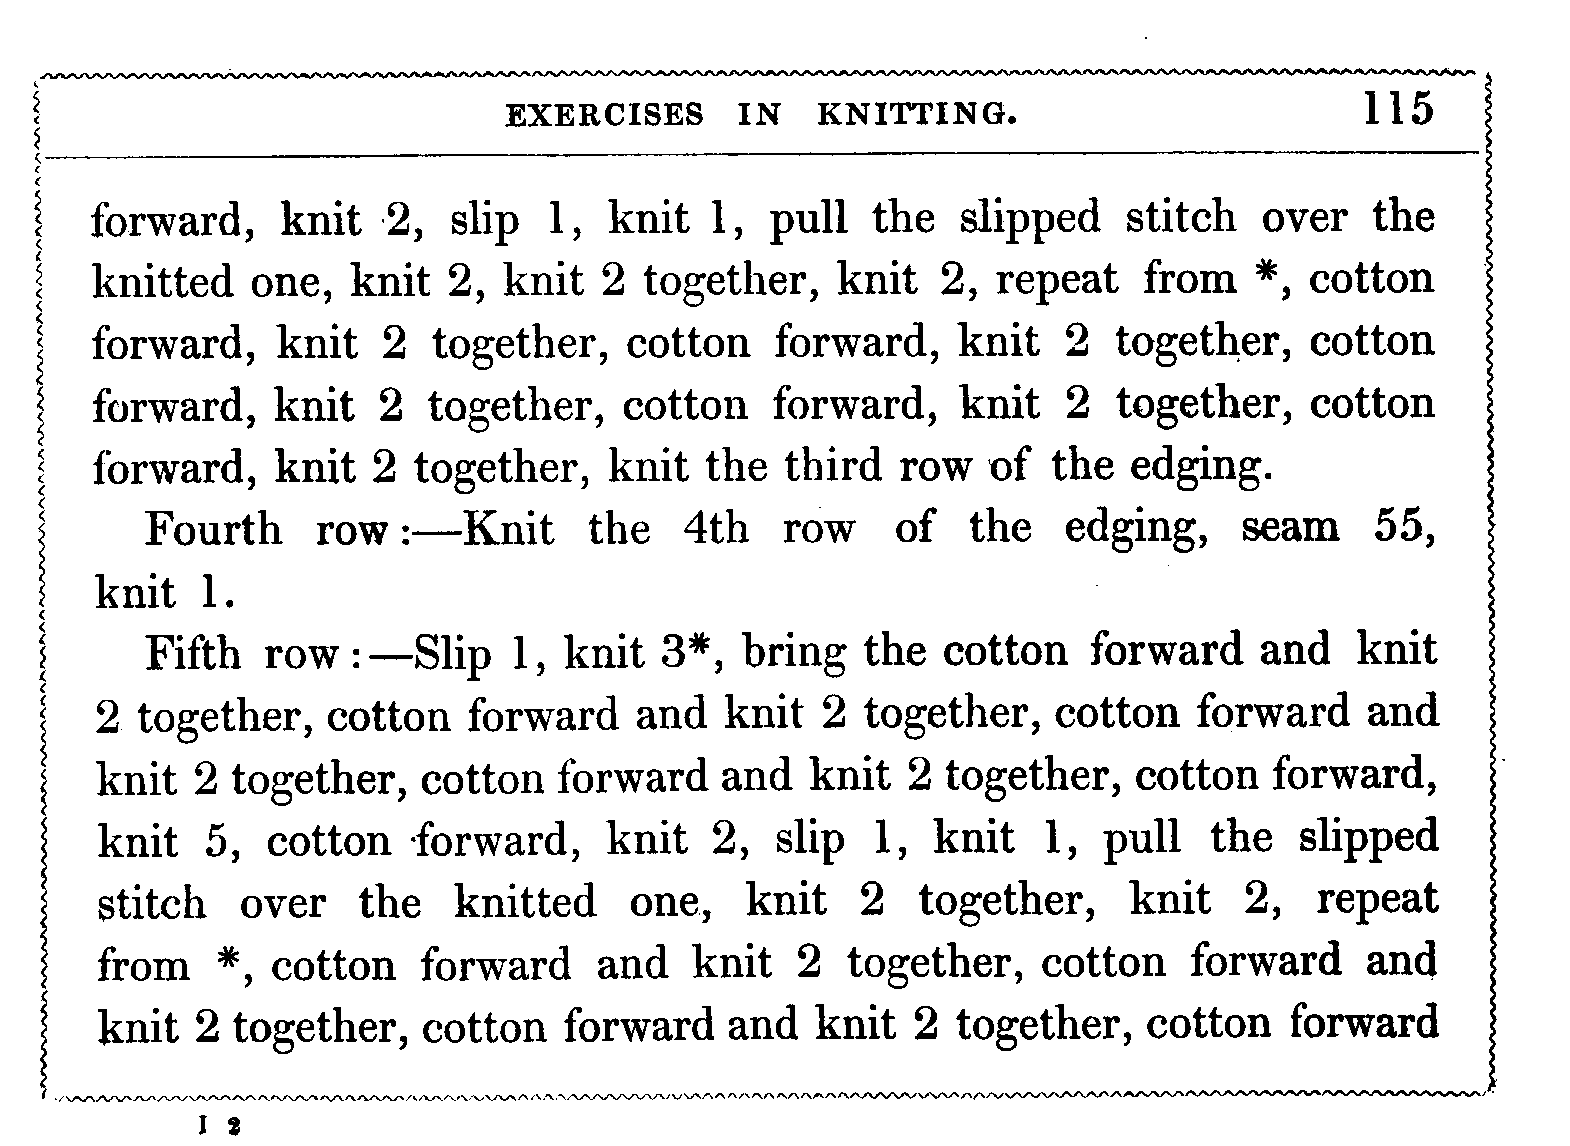 EXERCISES IN KNITTING. 115
forward, knit 2, slip 1, knit 1, pull the slipped stitch over the
knitted one, knit 2, knit 2 together, knit 2, repeat from *, cotton
forward, knit 2 together, cotton forward, knit 2 together, cotton
forward, knit 2 together, cotton forward, knit 2 together, cotton
forward, knit 2 together, knit the third row of the edging.
Fourth row:—Knit the 4th row of the edging, seam 55,
knit 1.
Fifth row:—Slip 1, knit 3*, bring the cotton forward and knit
2 together, cotton forward and knit 2 together, cotton forward and
knit 2 together, cotton forward and knit 2 together, cotton forward,
knit 5, cotton forward, knit 2, slip 1, knit 1, pull the slipped
stitch over the knitted one, knit 2 together, knit 2, repeat
from *, cotton forward and knit 2 together, cotton forward and
knit 2 together, cotton forward and knit 2 together, cotton forward
I 2